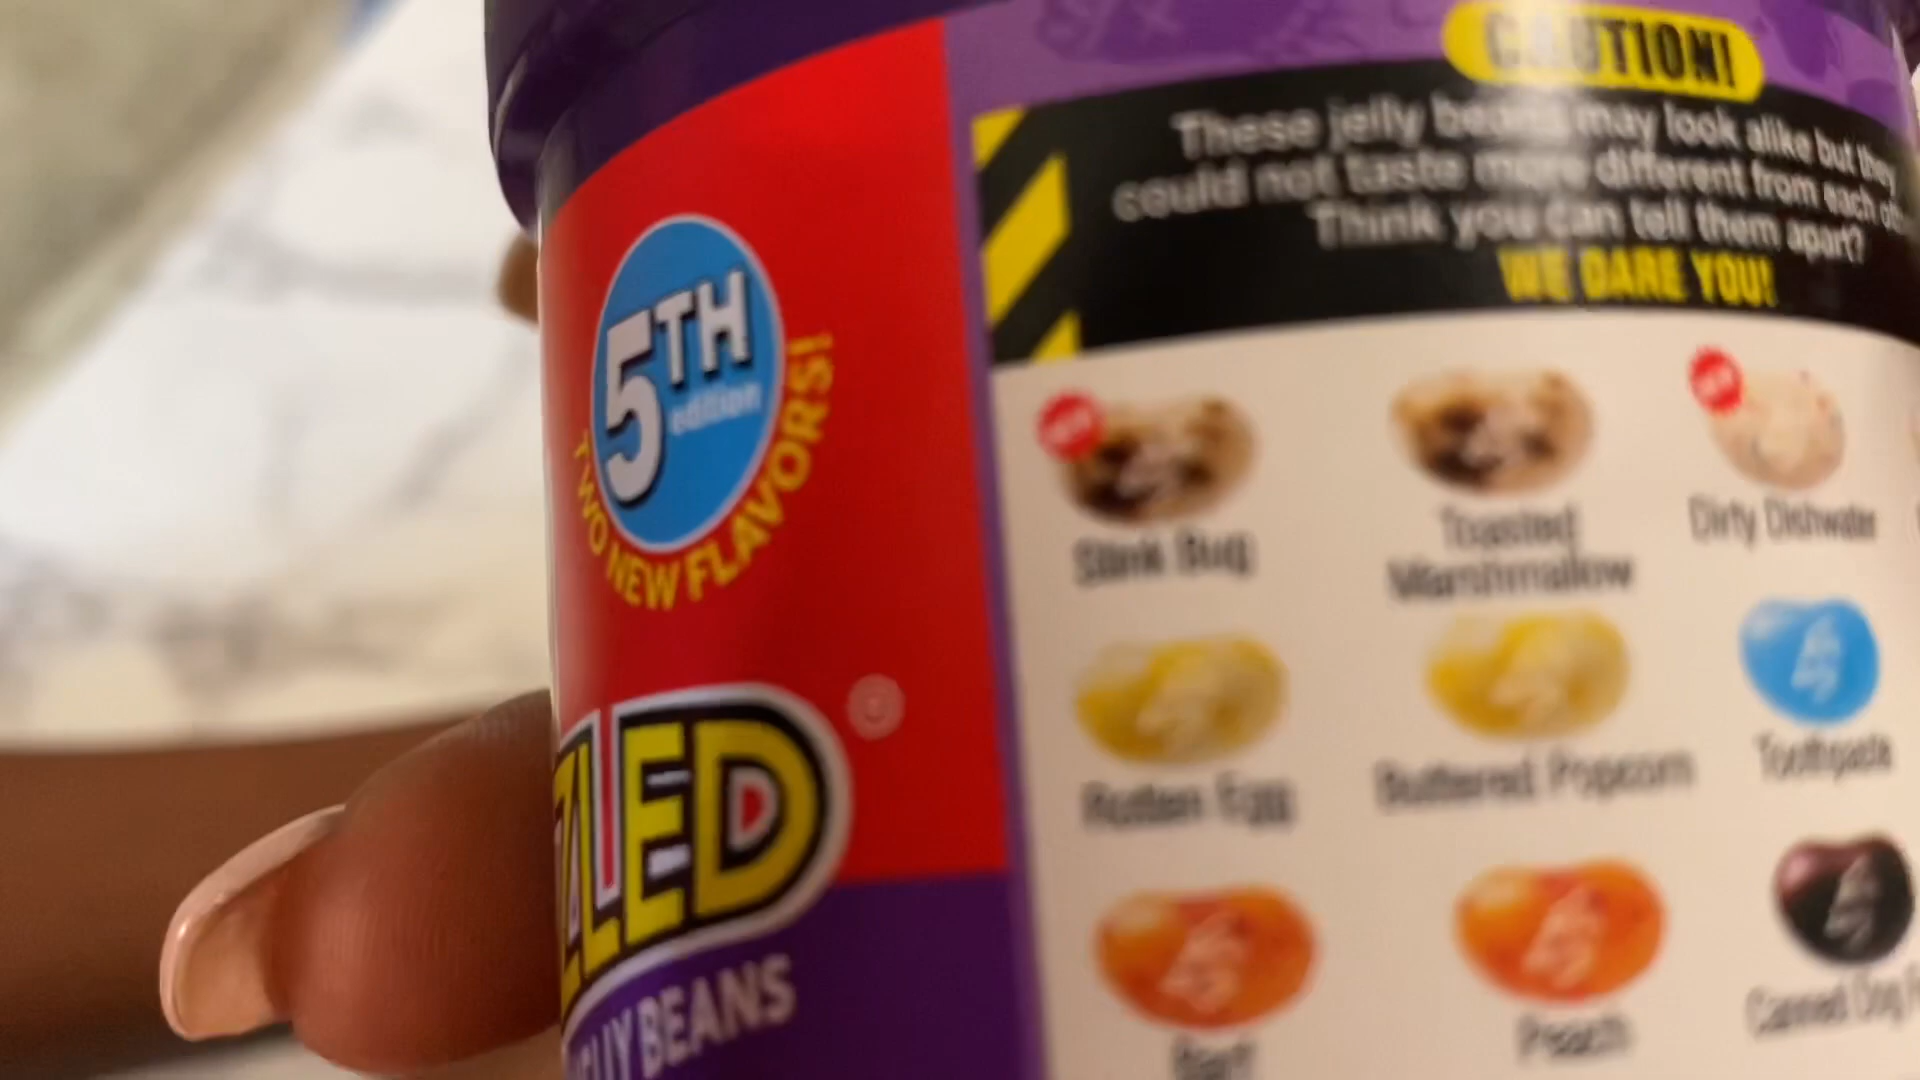 5TH
edition
TWO NEW FLAVORS!
ZLED
®
JELLY BEANS
CAUTION!
These jelly beans may look alike but they
could not taste more different from each
Think you can tell them apart?
WE DARE YOU!
Stink Bug
Toasted
Marshmallow
Dirty Dishwater
Rotten Egg
Buttered Popcorn
Toothpaste
Barf
Peach
Canned Dog